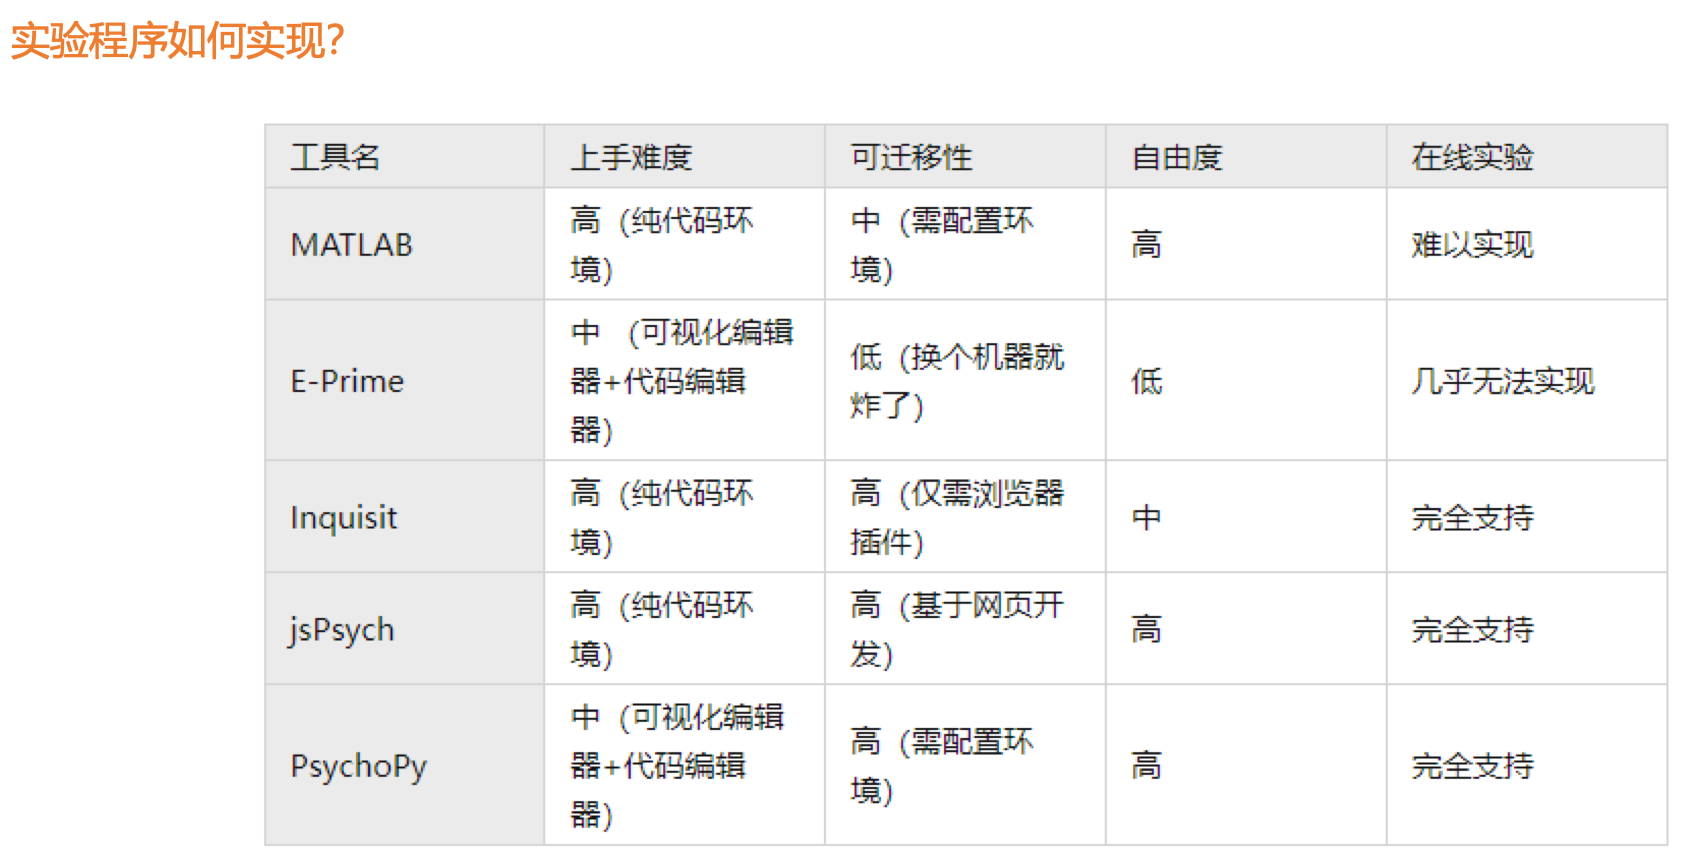 实验程序如何实现？
工具名 上手难度 可迁移性 自由度 在线实验
MATLAB
高（纯代码环
境）
中（需配置环
境）
高
难以实现
E-Prime
中 （可视化编辑
器+代码编辑
器）
低（换个机器就
炸了）
低
几乎无法实现
Inquisit
高（纯代码环
境）
高（仅需浏览器
插件）
中
完全支持
jsPsych
高（纯代码环
境）
高（基于网页开
发）
高
完全支持
PsychoPy
中（可视化编辑
器+代码编辑
器）
高（需配置环
境）
高
完全支持